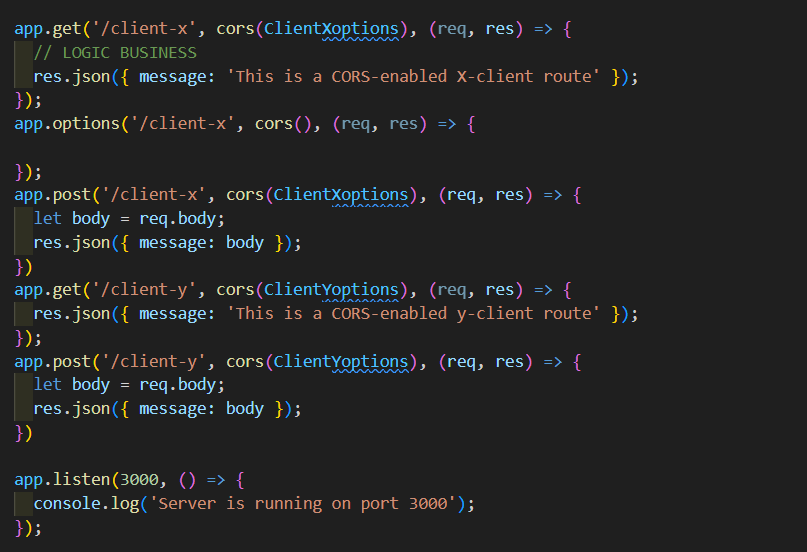 app.get('/client-x', cors(ClientXoptions), (req, res) => {
  // LOGIC BUSINESS
  res.json({ message: 'This is a CORS-enabled X-client route' });
});
app.options('/client-x', cors(), (req, res) => {

});
app.post('/client-x', cors(ClientXoptions), (req, res) => {
  let body = req.body;
  res.json({ message: body });
})
app.get('/client-y', cors(ClientYoptions), (req, res) => {
  res.json({ message: 'This is a CORS-enabled y-client route' });
});
app.post('/client-y', cors(ClientYoptions), (req, res) => {
  let body = req.body;
  res.json({ message: body });
})

app.listen(3000, () => {
  console.log('Server is running on port 3000');
});